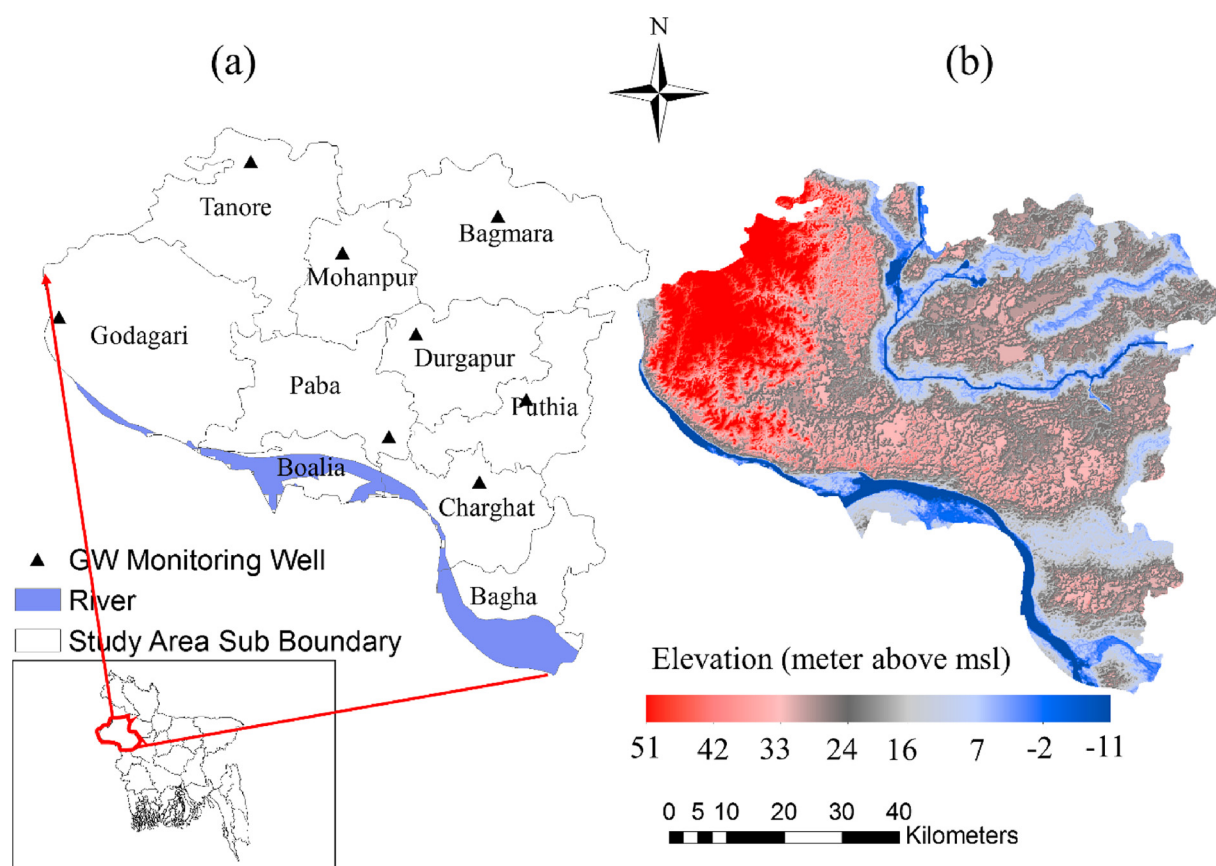 (a)
N
(b)
Tanore
Bagmara
Mohanpur
Godagari
Durgapur
Paba
Puthia
Boalia
Charghat
Bagha
GW Monitoring Well
River
Study Area Sub Boundary
Elevation (meter above msl)
51 42 33 24 16 7 -2 -11
0 5 10 20 30 40
Kilometers